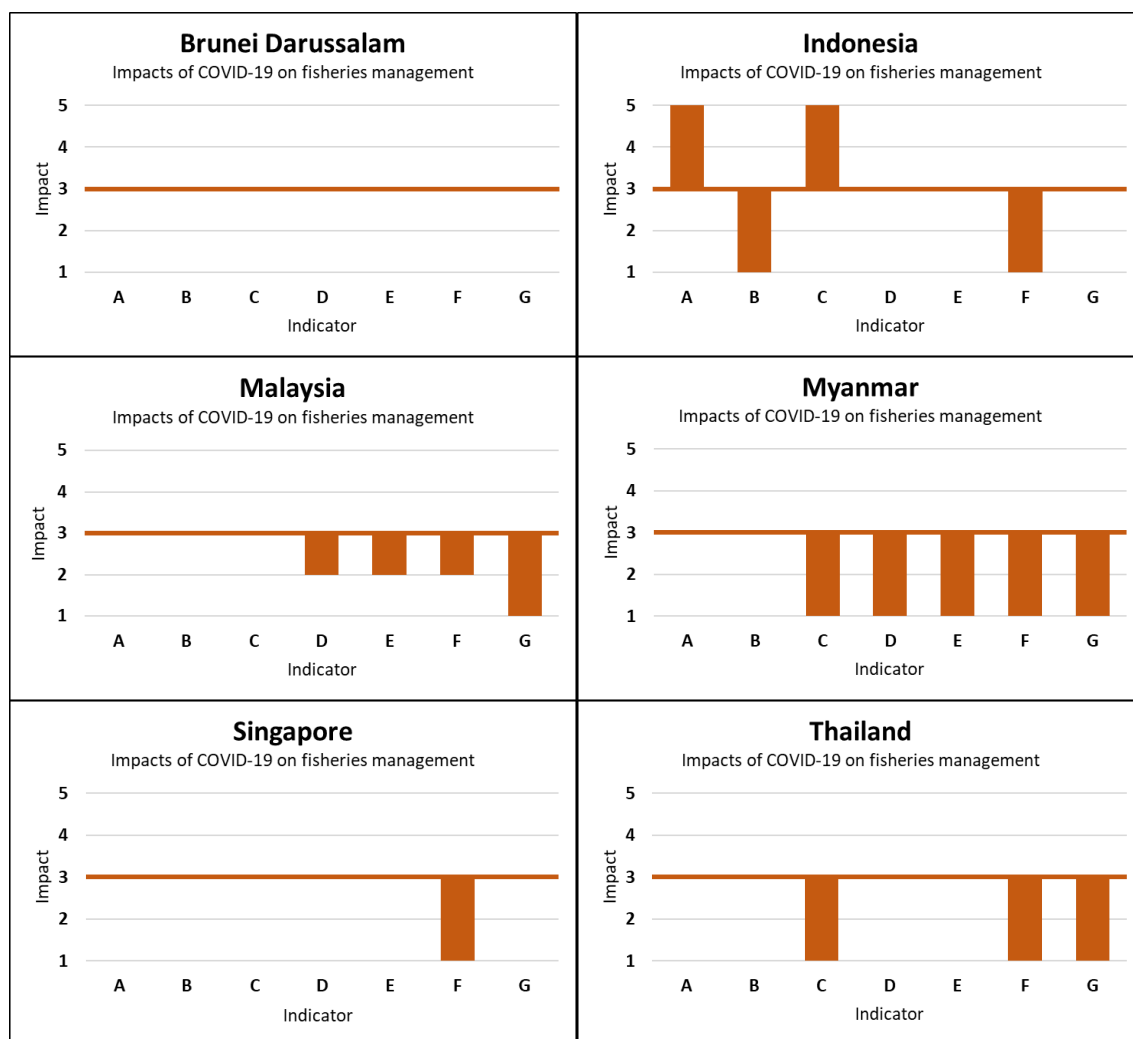 Brunei Darussalam
Impacts of COVID-19 on fisheries management
5
4
3
2
1
Impact
A B C D E F G
Indicator
Indonesia
Impacts of COVID-19 on fisheries management
5
4
3
2
1
Impact
A B C D E F G
Indicator
Malaysia
Impacts of COVID-19 on fisheries management
5
4
3
2
1
Impact
A B C D E F G
Indicator
Myanmar
Impacts of COVID-19 on fisheries management
5
4
3
2
1
Impact
A B C D E F G
Indicator
Singapore
Impacts of COVID-19 on fisheries management
5
4
3
2
1
Impact
A B C D E F G
Indicator
Thailand
Impacts of COVID-19 on fisheries management
5
4
3
2
1
Impact
A B C D E F G
Indicator